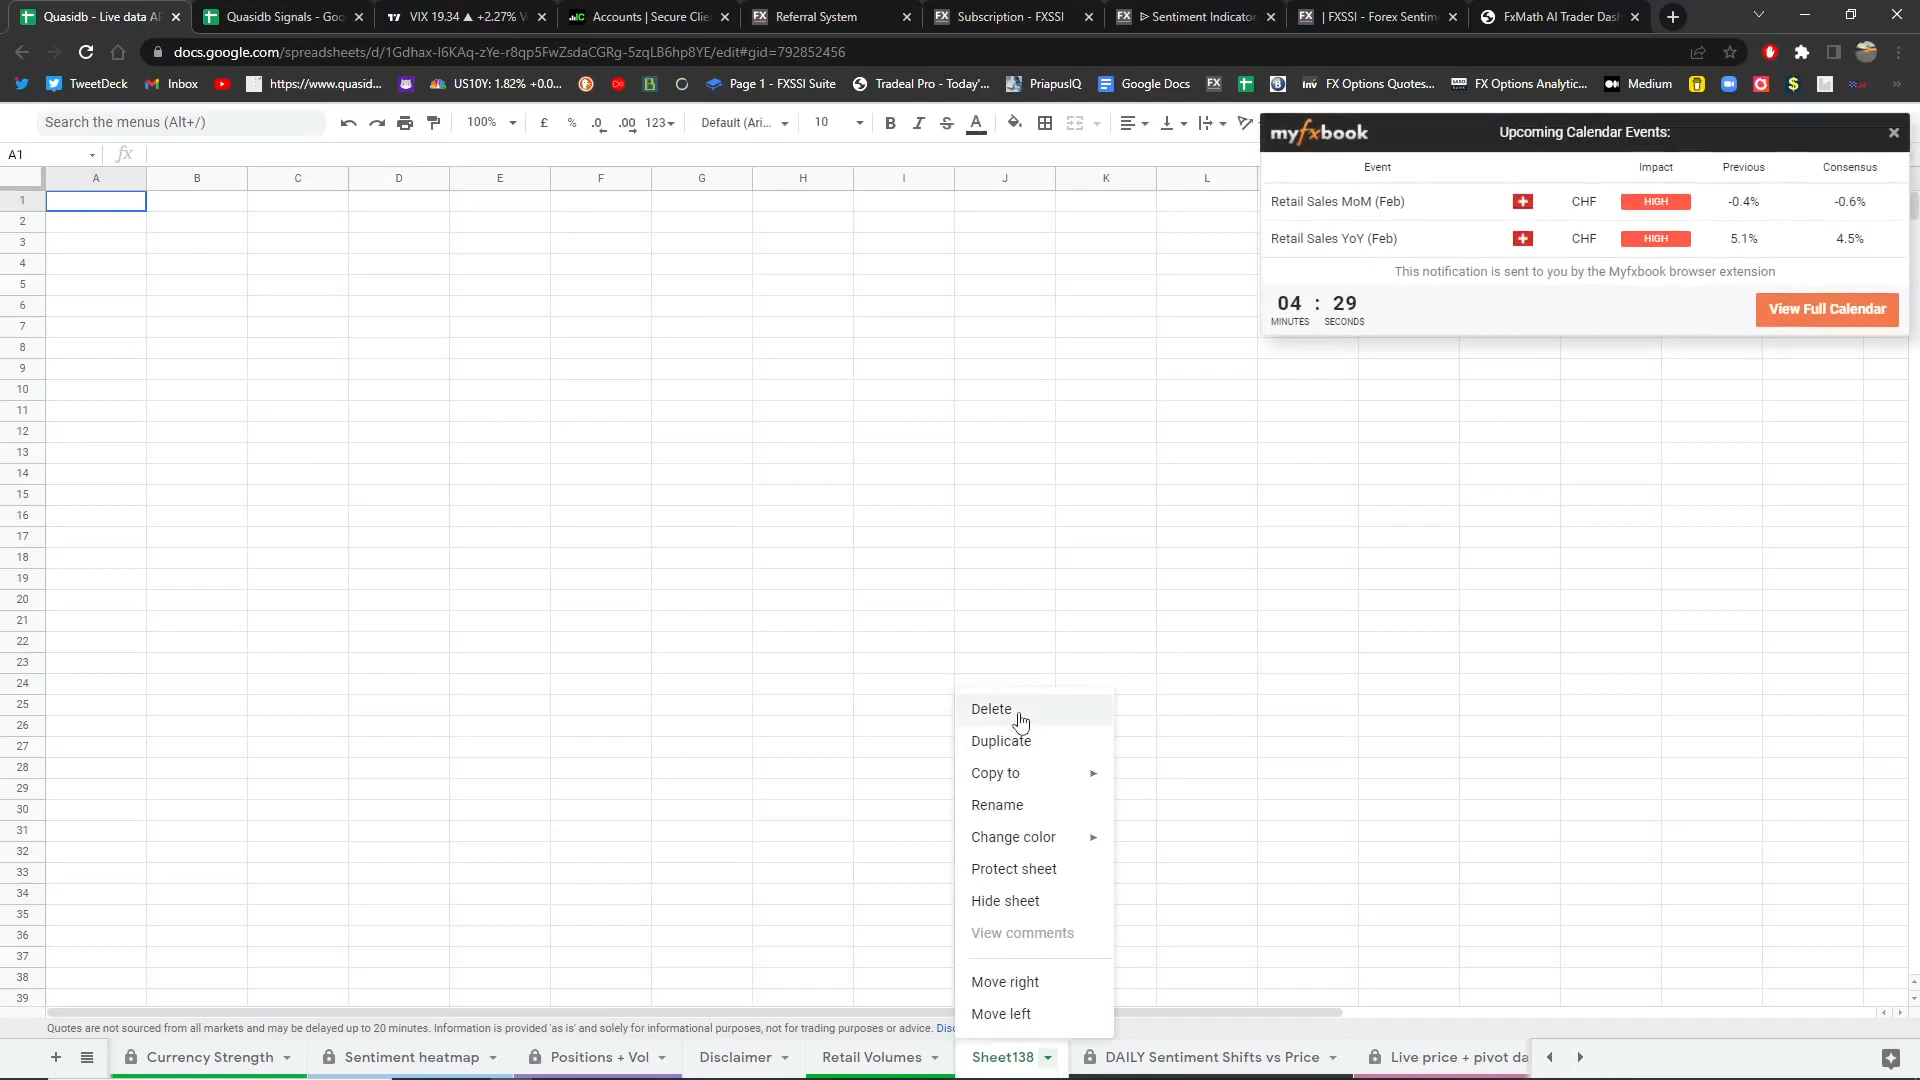 Quasidb - Live data AF
Quasidb Signals - Goo
VIX 19.34 ▲ +2.27% V
Accounts | Secure Clie
Referral System
Subscription - FXSSI
Sentiment Indicator
| FXSSI - Forex Sentim
FxMath AI Trader Das
docs.google.com/spreadsheets/d/1Gdhax-I6KAq-zYe-r8qp5FwZsdaCGRg-5zqLB6hp8YE/edit#gid=792852456
TweetDeck
Inbox
https://www.quasid...
US10Y: 1.82% +0.0...
Page 1 - FXSSI Suite
Tradeal Pro - Today'...
PriapusIQ
Google Docs
FX Options Quotes...
FX Options Analytic...
Medium
Search the menus (Alt+/)
100%
£
%
.0
.00
123
Default (Ari...
10
B
I
S
A
A1
fx
A B C D E F G H I J K L
1
2
3
4
5
6
7
8
9
10
11
12
13
14
15
16
17
18
19
20
21
22
23
24
25
26
27
28
29
30
31
32
33
34
35
36
37
38
39
myfxbook
Upcoming Calendar Events:
Event Impact Previous Consensus
Retail Sales MoM (Feb) CHF HIGH -0.4% -0.6%
Retail Sales YoY (Feb) CHF HIGH 5.1% 4.5%
This notification is sent to you by the Myfxbook browser extension
04 : 29
MINUTES SECONDS
View Full Calendar
Delete
Duplicate
Copy to
Rename
Change color
Protect sheet
Hide sheet
View comments
Move right
Move left
Quotes are not sourced from all markets and may be delayed up to 20 minutes. Information is provided 'as is' and solely for informational purposes, not for trading purposes or advice. Disc
Currency Strength
Sentiment heatmap
Positions + Vol
Disclaimer
Retail Volumes
Sheet138
DAILY Sentiment Shifts vs Price
Live price + pivot da